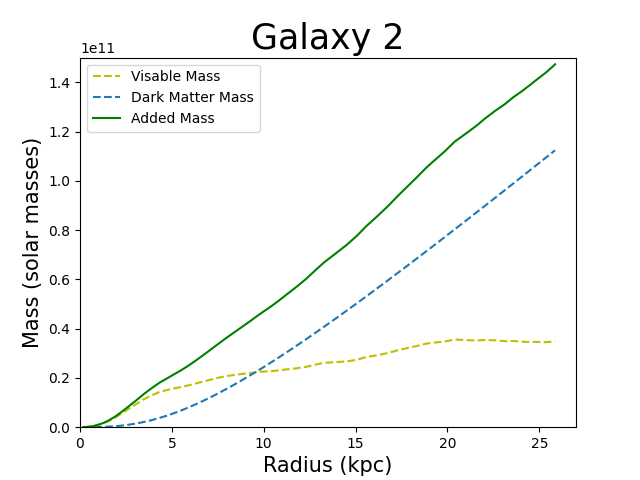 Galaxy 2
1e11
Visable Mass
Dark Matter Mass
Added Mass
1.4
1.2
1.0
0.8
0.6
0.4
0.2
0.0
Mass (solar masses)
0 5 10 15 20 25
Radius (kpc)